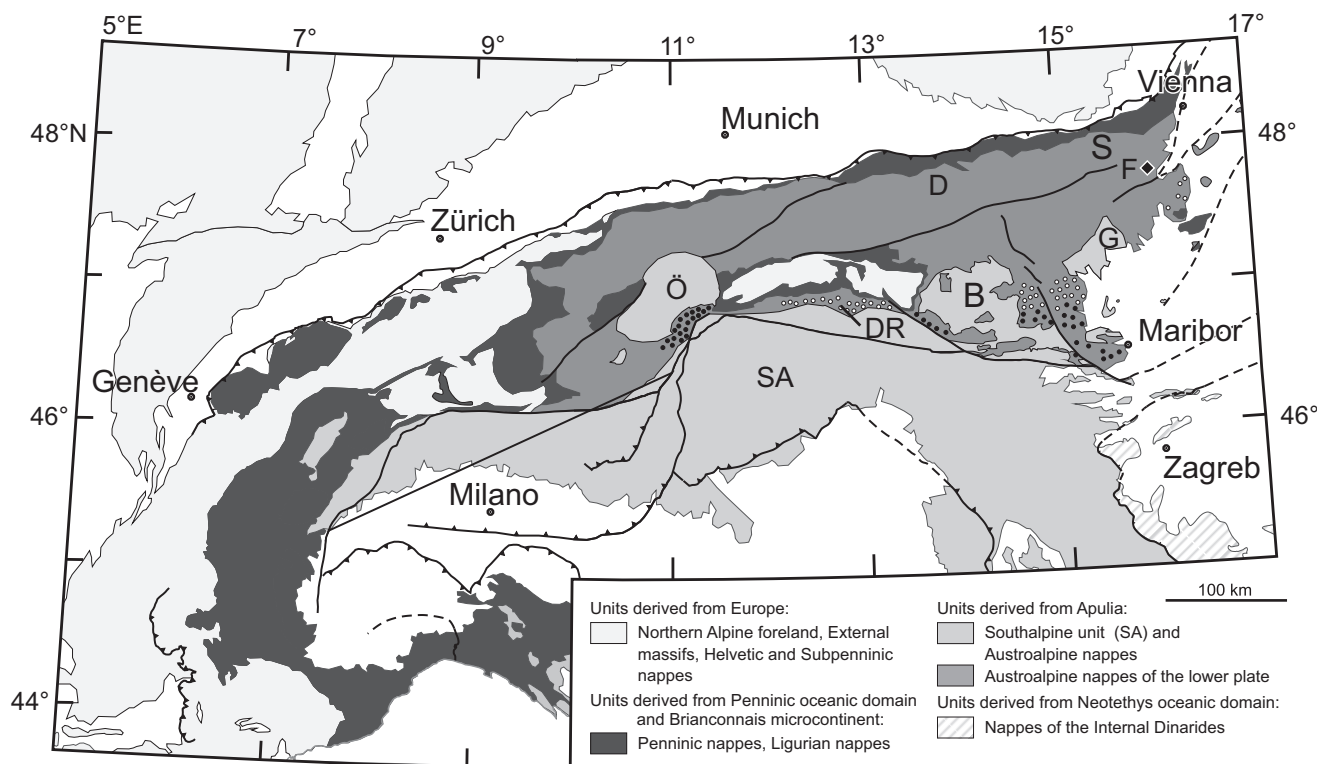 5°E 7° 9° 11° 13° 15° 17°
Vienna
Munich
48°N
48°
S
F
D
Zürich
G
Ö
B
DR
Maribor
Genève
SA
46°
46°
Zagreb
Milano
100 km
44°
Units derived from Europe:
Northern Alpine foreland, External
massifs, Helvetic and Subpenninic
nappes
Units derived from Penninic oceanic domain
and Brianconnais microcontinent:
Penninic nappes, Ligurian nappes
Units derived from Apulia:
Southalpine unit (SA) and
Austroalpine nappes
Austroalpine nappes of the lower plate
Units derived from Neotethys oceanic domain:
Nappes of the Internal Dinarides